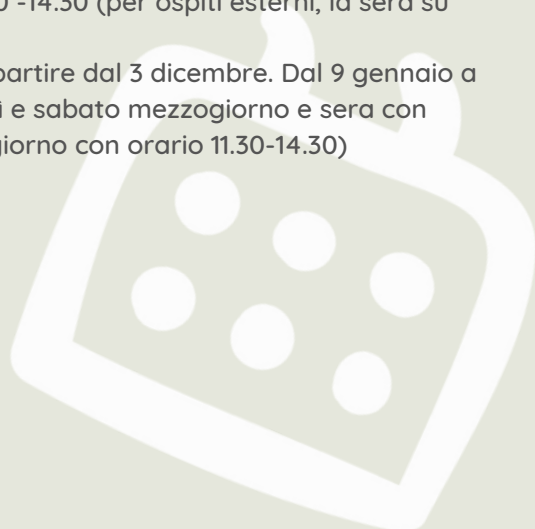 -14.30 (per ospiti esterni, la sera su
partire dal 3 dicembre. Dal 9 gennaio a
e sabato mezzogiorno e sera con
giorno con orario 11.30-14.30)